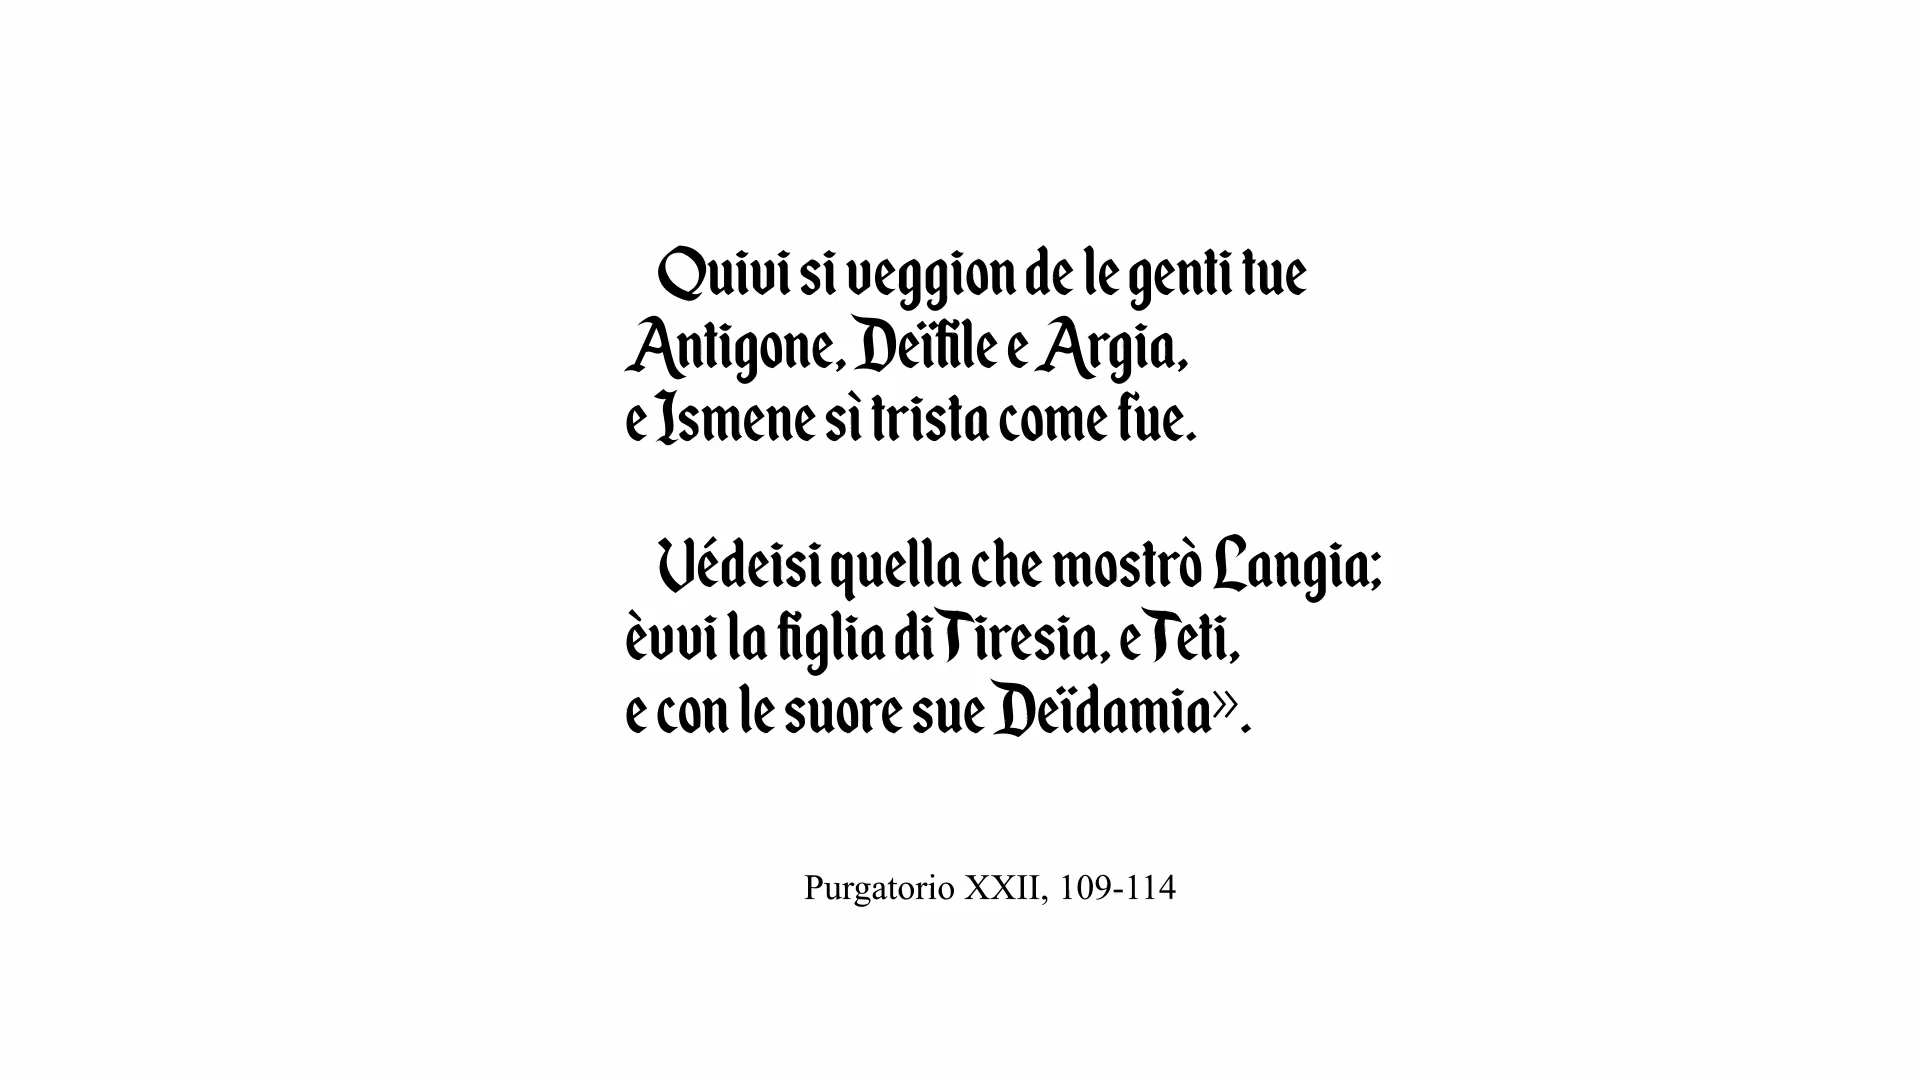 Quivi si veggion de le genti tue
Antigone, Deïfile e Argia,
e Ismene sì trista come fue.
Védeisi quella che mostrò Langia;
èvvi la figlia di Tiresia, e Teti,
e con le suore sue Deïdamia».
Purgatorio XXII, 109-114